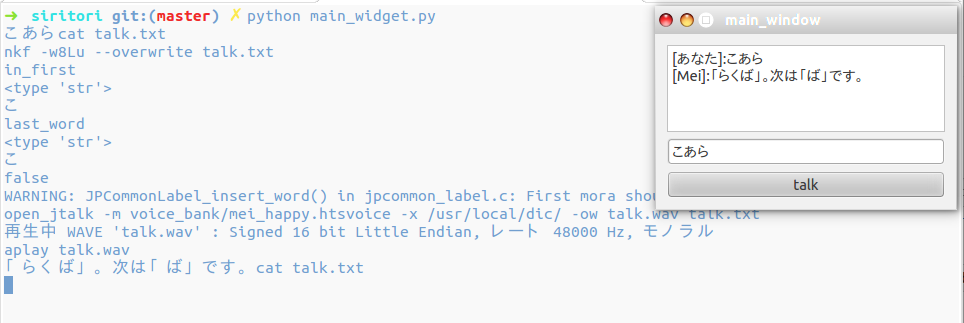 ➜ siritori git:(master) ✗ python main_widget.py
こあらcat talk.txt
nkf -w8Lu --overwrite talk.txt
in_first
<type 'str'>
こ
last_word
<type 'str'>
こ
false
WARNING: JPCommonLabel_insert_word() in jpcommon_label.c: First mora
open_jtalk -m voice_bank/mei_happy.htsvoice -x /usr/local/dic/ -ow talk.wav talk.txt
再生中 WAVE 'talk.wav' : Signed 16 bit Little Endian, レート 48000 Hz, モノラル
aplay talk.wav
「らくば」。次は「ば」です。cat talk.txt
main_window
[あなた]:こあら
[Mei]:「らくば」。次は「ば」です。
こあら
talk